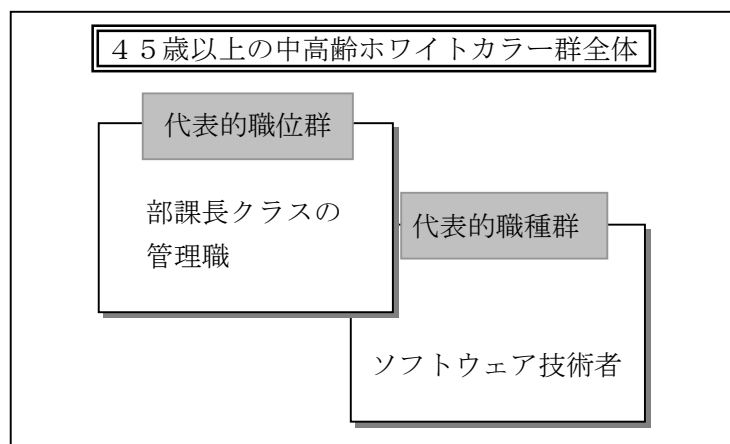 ４５歳以上の中高齢ホワイトカラー群全体
代表的職位群
部課長クラスの
管理職
代表的職種群
ソフトウェア技術者